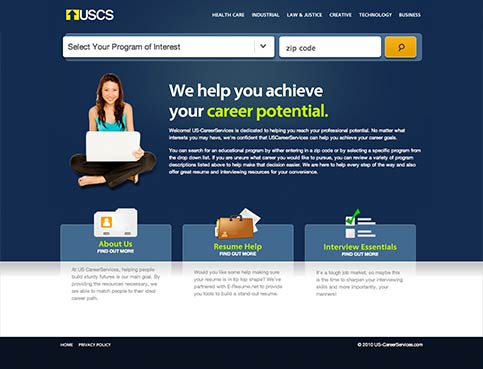 USCS
HEALTH CARE INDUSTRIAL LAW & JUSTICE CREATIVE TECHNOLOGY BUSINESS
Select Your Program of Interest
zip code
We help you achieve
your career potential.
Welcome! US-CareerServices is dedicated to helping you reach your professional potential. No matter what
interests you may have, we're confident that USCareerServices can help you achieve your career goals.
You can search for an educational program by either entering in a zip code or by selecting a specific program from
the drop down list. If you are unsure what career you would like to pursue, you can review a variety of program
descriptions listed above to help make that decision easier. We are here to help every step of the way and also
offer great resume and interviewing resources for your convenience.
About Us
FIND OUT MORE
At US CareerServices, helping people
build sturdy futures is our main goal. By
providing the resources necessary, we
are able to match people to their ideal
career path.
Resume Help
FIND OUT MORE
Would you like some help making sure
your resume is in tip top shape? We've
partnered with E-Resume.net to provide
you tools to build a stand-out resume.
Interview Essentials
FIND OUT MORE
It's a tough job market, so maybe this
is the time to sharpen your interviewing
skills and more importantly, your
manners!
HOME PRIVACY POLICY
© 2010 US-CareerServices.com